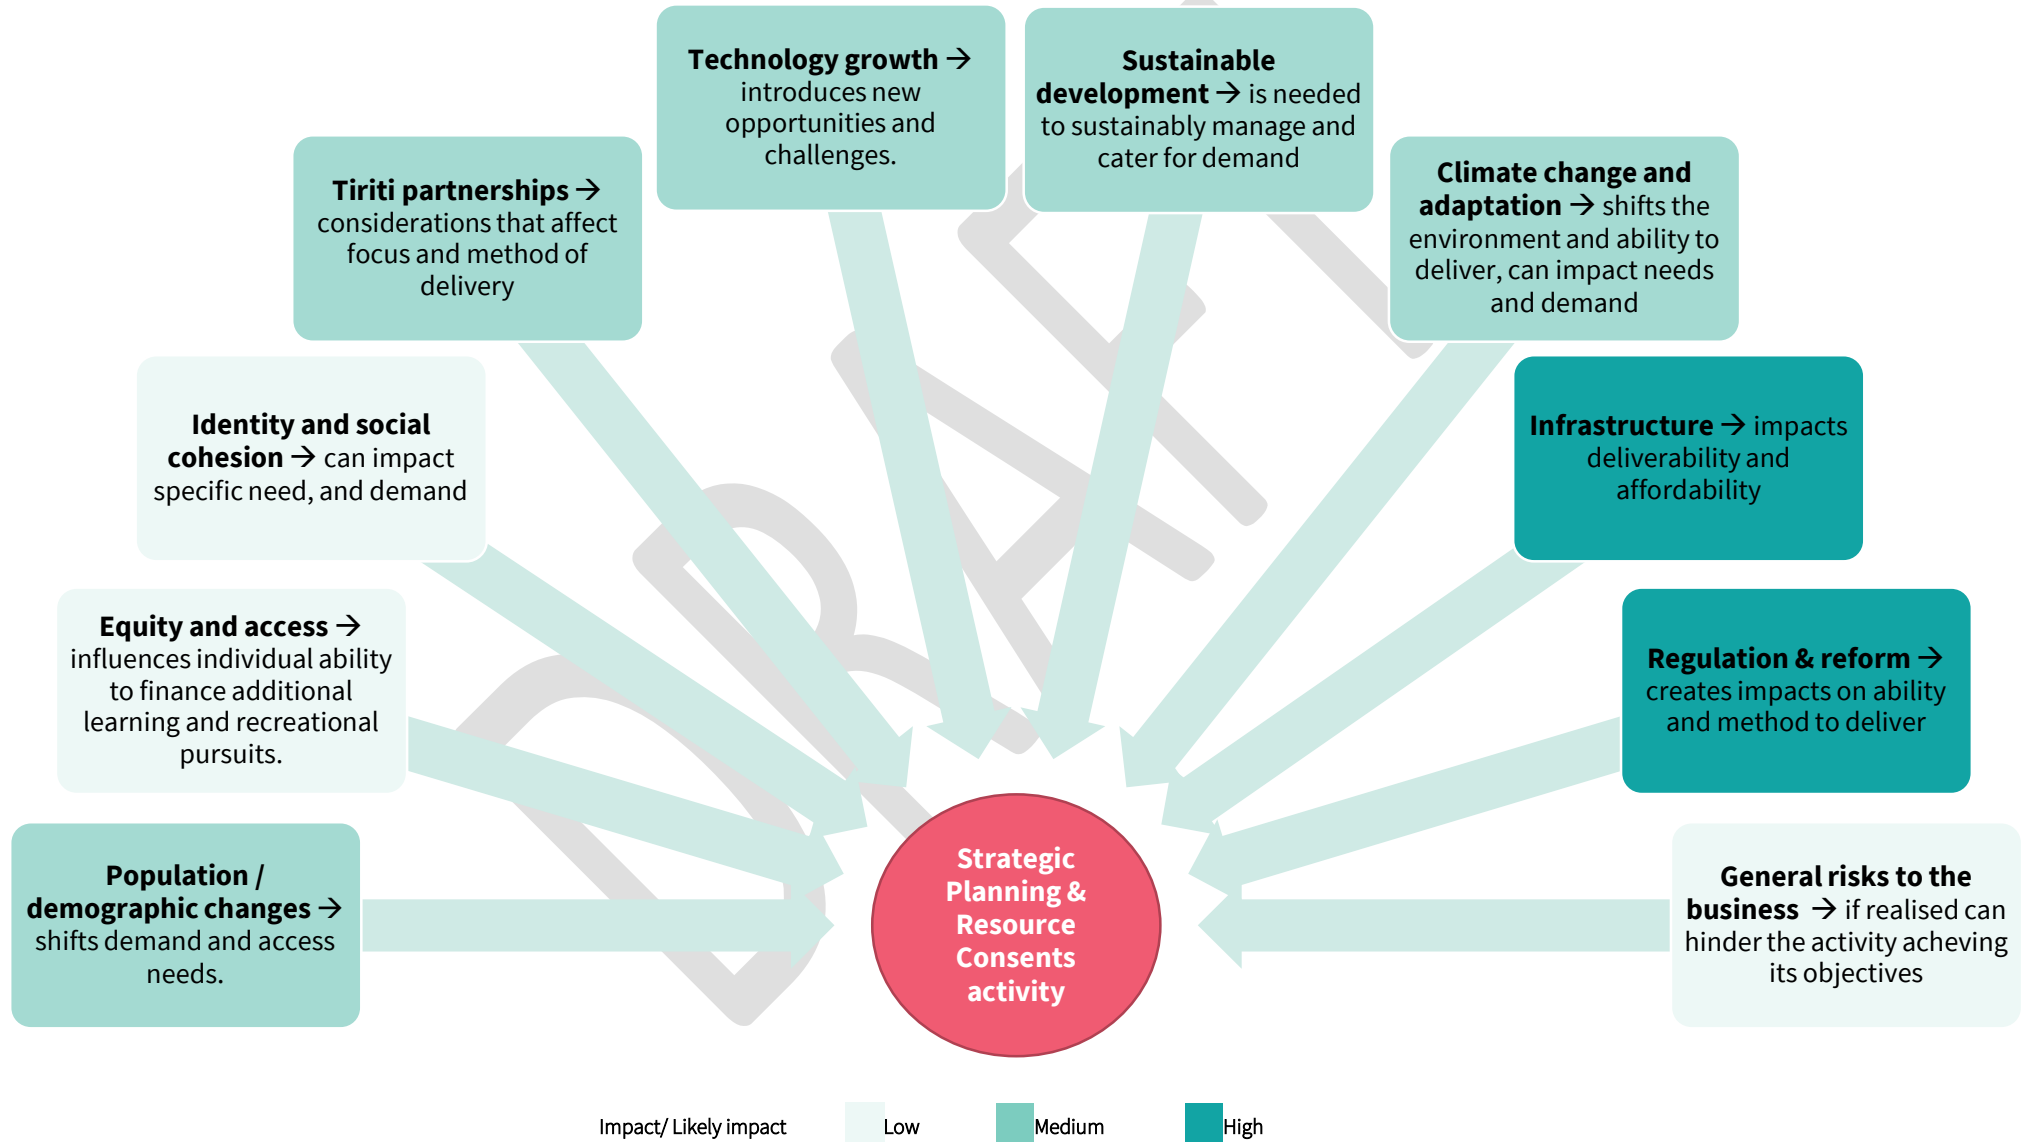 Technology growth →
introduces new
opportunities and
challenges.
Sustainable
development → is needed
to sustainably manage and
cater for demand
Tiriti partnerships →
considerations that affect
focus and method of
delivery
Climate change and
adaptation → shifts the
environment and ability to
deliver, can impact needs
and demand
Identity and social
cohesion → can impact
specific need, and demand
Infrastructure → impacts
deliverability and
affordability
Equity and access →
influences individual ability
to finance additional
learning and recreational
pursuits.
Regulation & reform →
creates impacts on ability
and method to deliver
Population /
demographic changes →
shifts demand and access
needs.
General risks to the
business → if realised can
hinder the activity acheving
its objectives
Strategic
Planning &
Resource
Consents
activity
DRAFT
Impact/ Likely impact Low Medium High